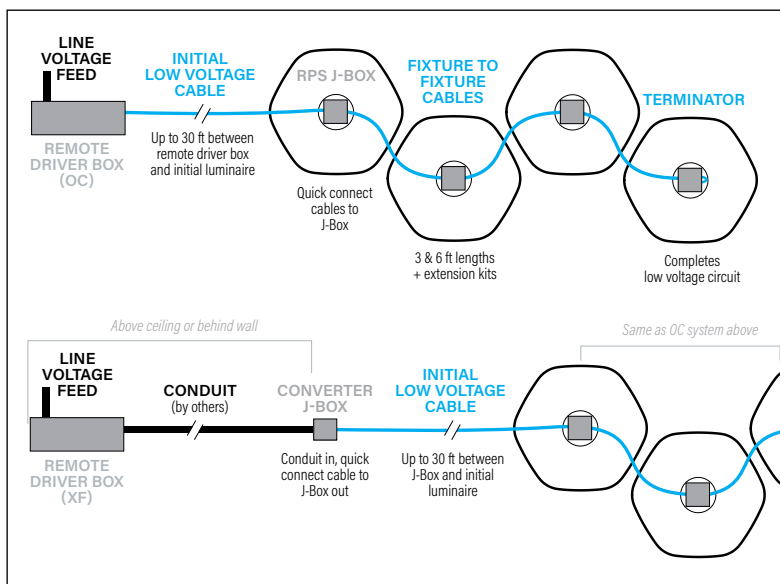 LINE
VOLTAGE
FEED
INITIAL
LOW VOLTAGE
CABLE
RPS J-BOX
FIXTURE TO
FIXTURE
CABLES
TERMINATOR
REMOTE
DRIVER BOX
(OC)
Up to 30 ft between
remote driver box
and initial luminaire
Quick connect
cables to
J-Box
3 & 6 ft lengths
+ extension kits
Completes
low voltage circuit
Above ceiling or behind wall
Same as OC system above
LINE
VOLTAGE
FEED
CONDUIT
(by others)
CONVERTER
J-BOX
INITIAL
LOW VOLTAGE
CABLE
REMOTE
DRIVER BOX
(XF)
Conduit in, quick
connect cable to
J-Box out
Up to 30 ft between
J-Box and initial
luminaire